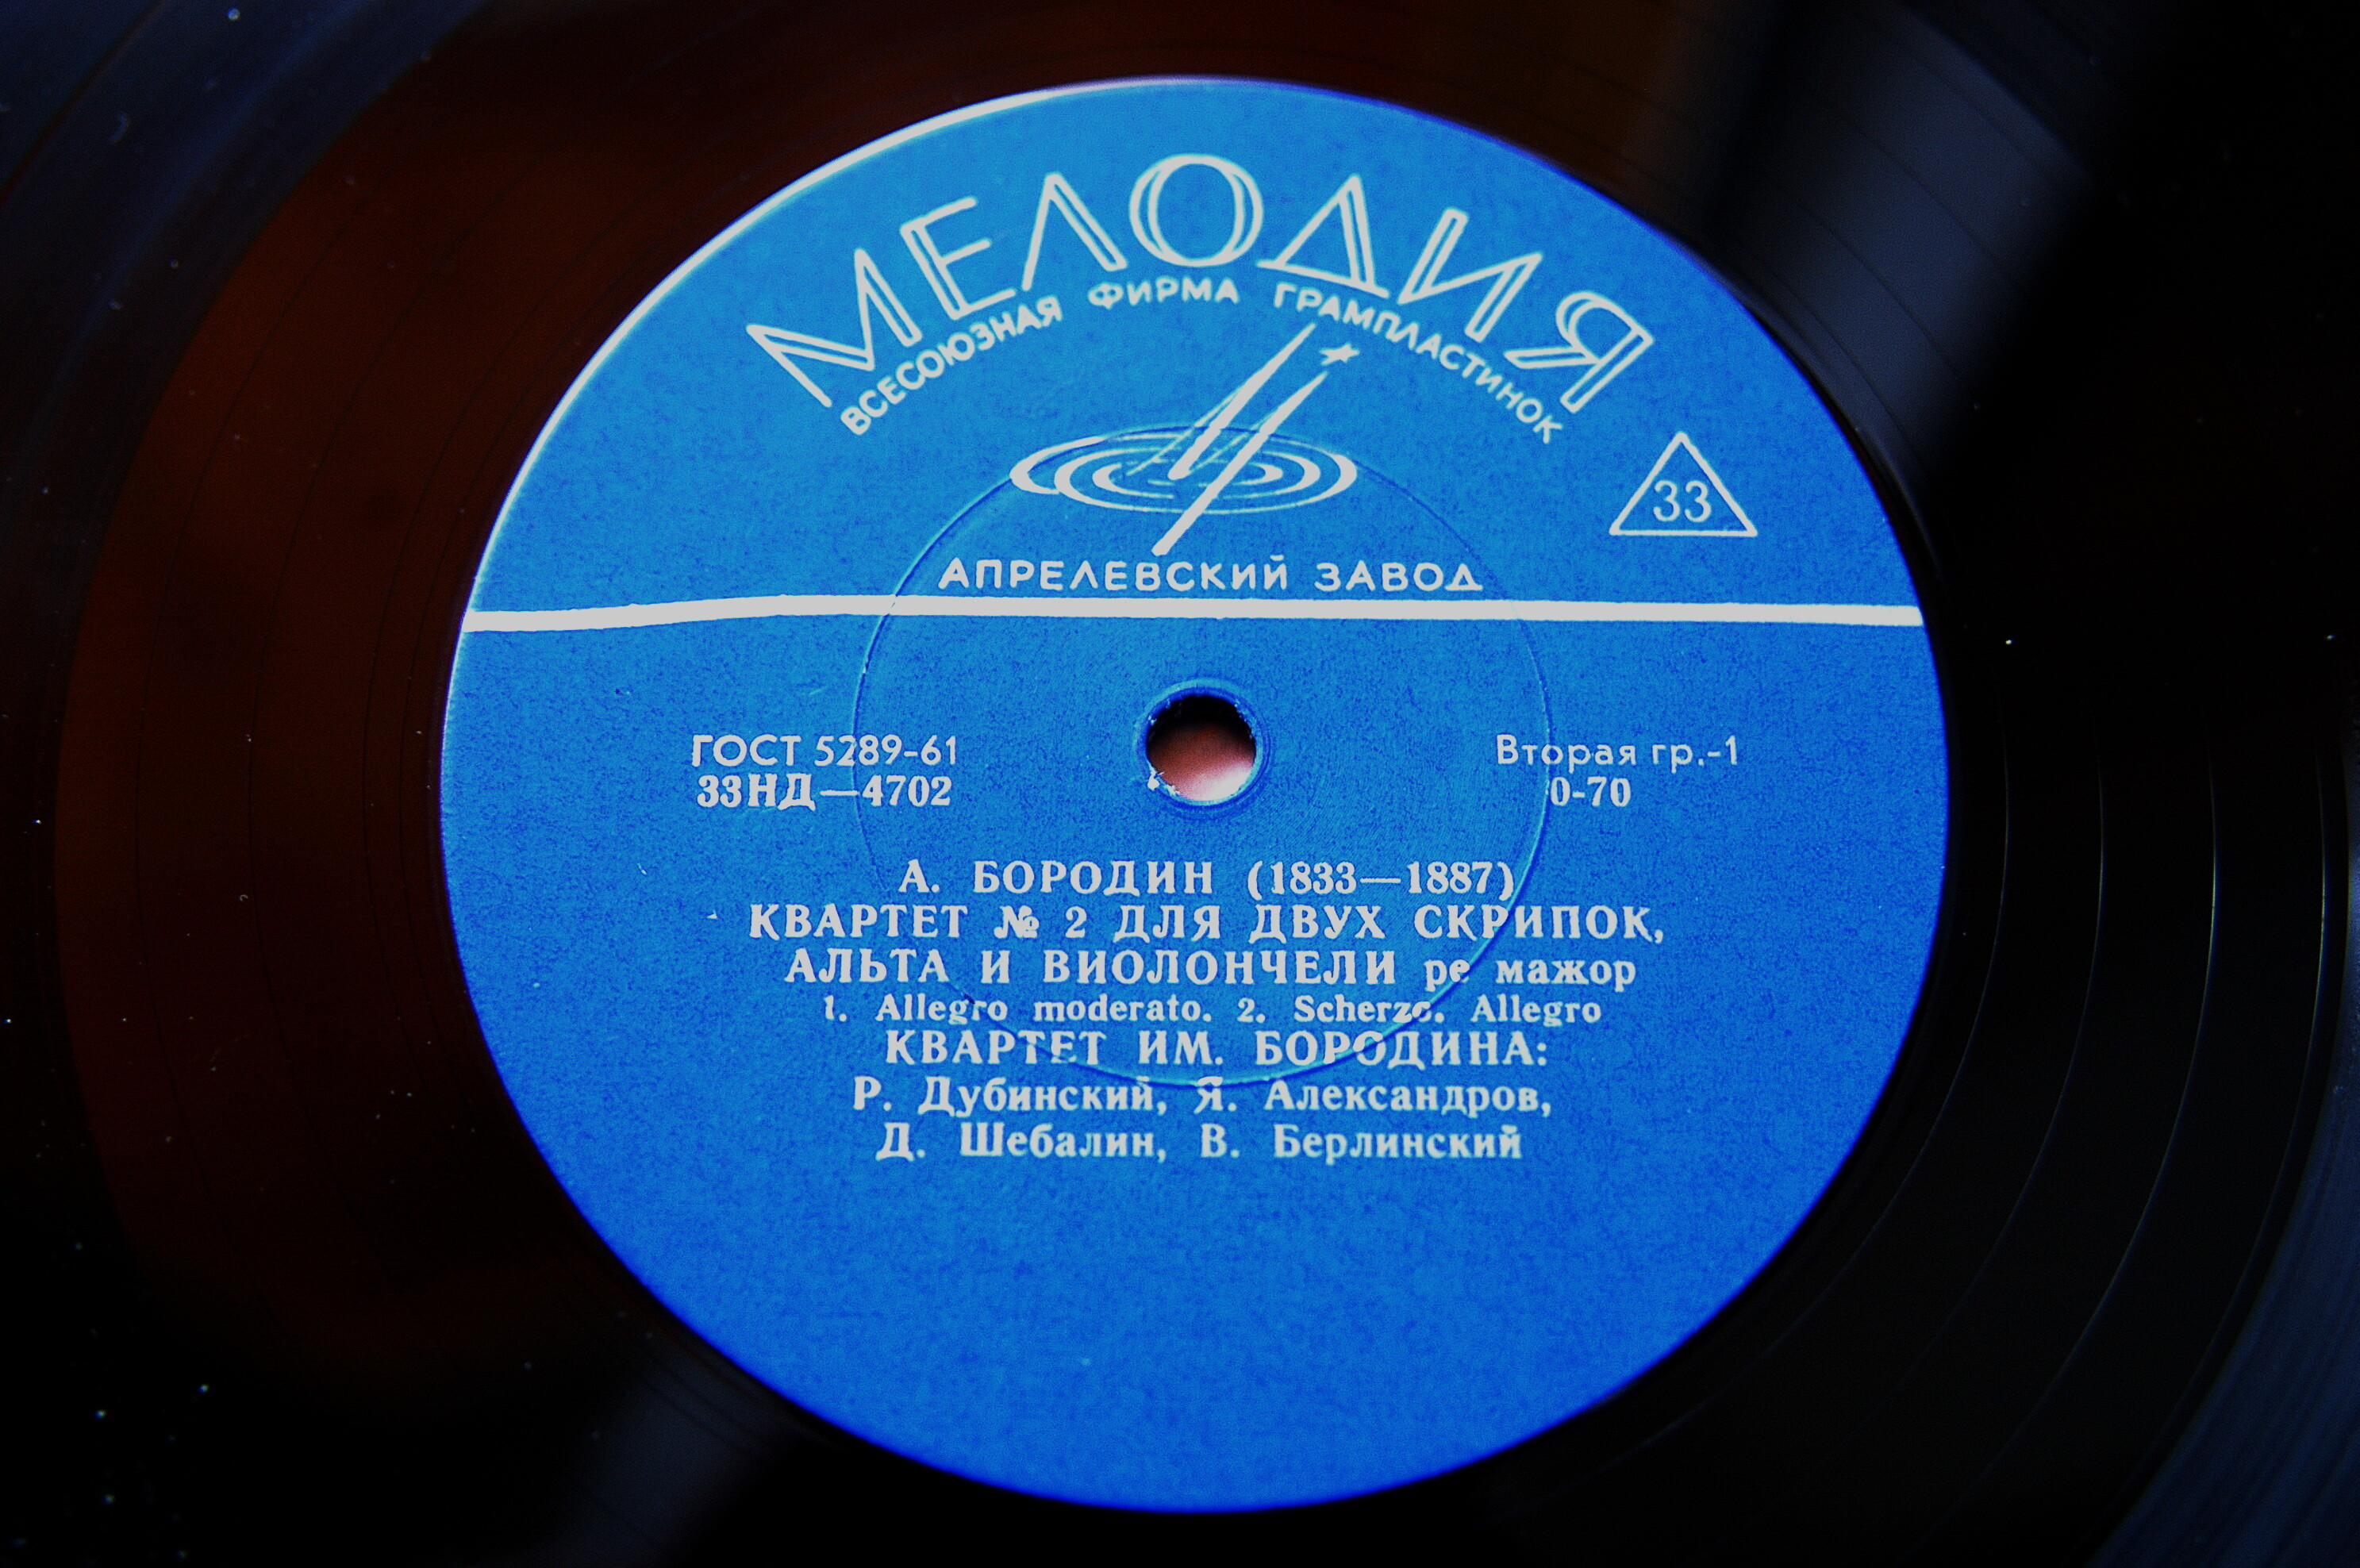 МЕЛОДИЯ
ВСЕСОЮЗНАЯ ФИРМА ГРАМПЛАСТИНОК
33
АПРЕЛЕВСКИЙ ЗАВОД
ГОСТ 5289-61
33НД—4702
Вторая гр.-1
0-70
А. БОРОДИН (1833—1887)
КВАРТЕТ № 2 ДЛЯ ДВУХ СКРИПОК,
АЛЬТА И ВИОЛОНЧЕЛИ ре мажор
1. Allegro moderato. 2. Scherzo. Allegro
КВАРТЕТ ИМ. БОРОДИНА:
Р. Дубинский, Я. Александров,
Д. Шебалин, В. Берлинский